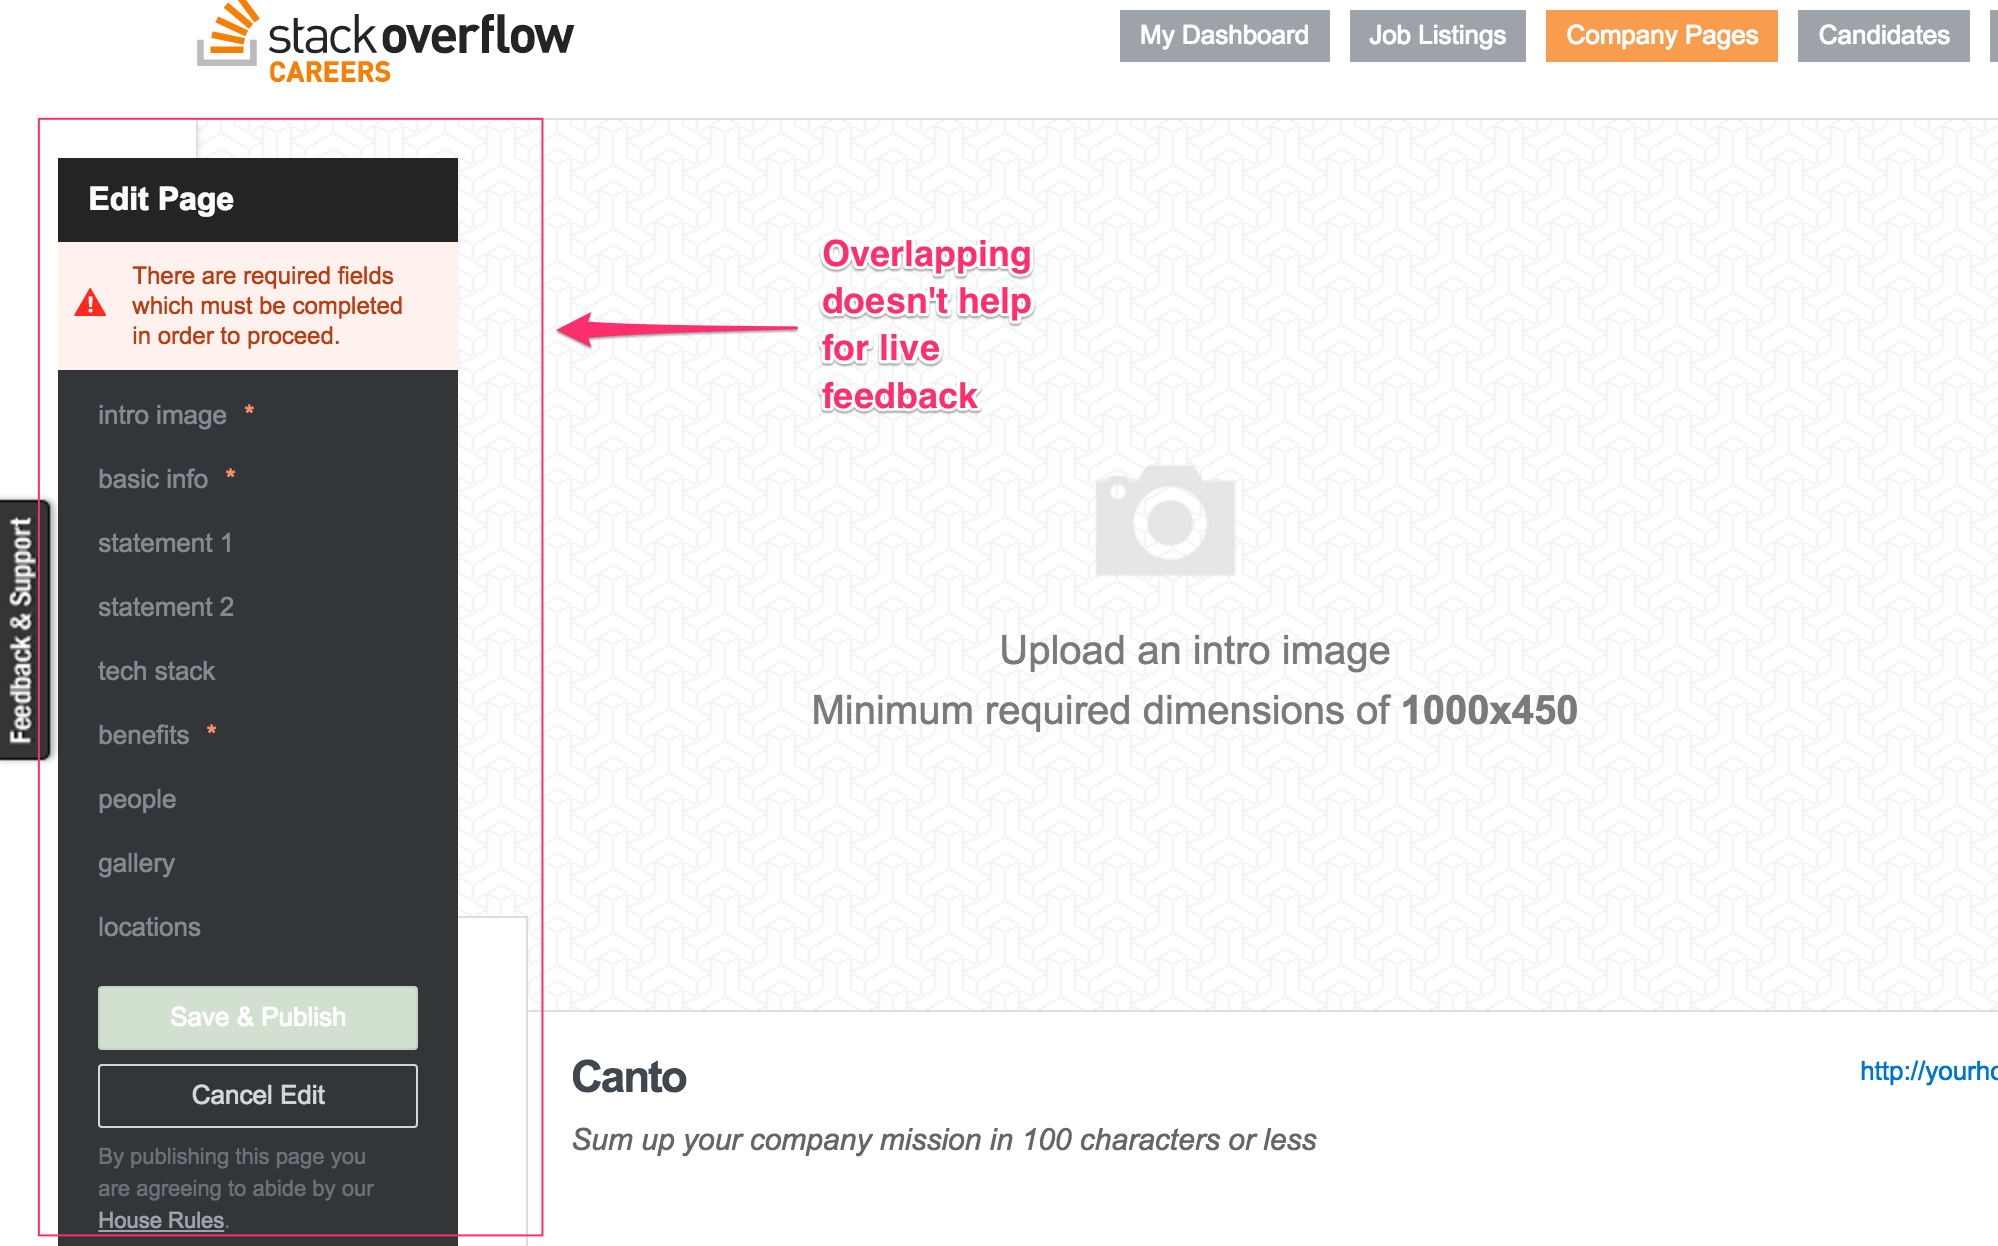 stackoverflow
CAREERS
My Dashboard
Job Listings
Company Pages
Candidates
Edit Page
There are required fields
which must be completed
in order to proceed.
intro image *
basic info *
statement 1
statement 2
tech stack
benefits *
people
gallery
locations
Save & Publish
Cancel Edit
By publishing this page you
are agreeing to abide by our
House Rules.
Feedback & Support
Overlapping
doesn't help
for live
feedback
Upload an intro image
Minimum required dimensions of 1000x450
Canto
http://yourho
Sum up your company mission in 100 characters or less